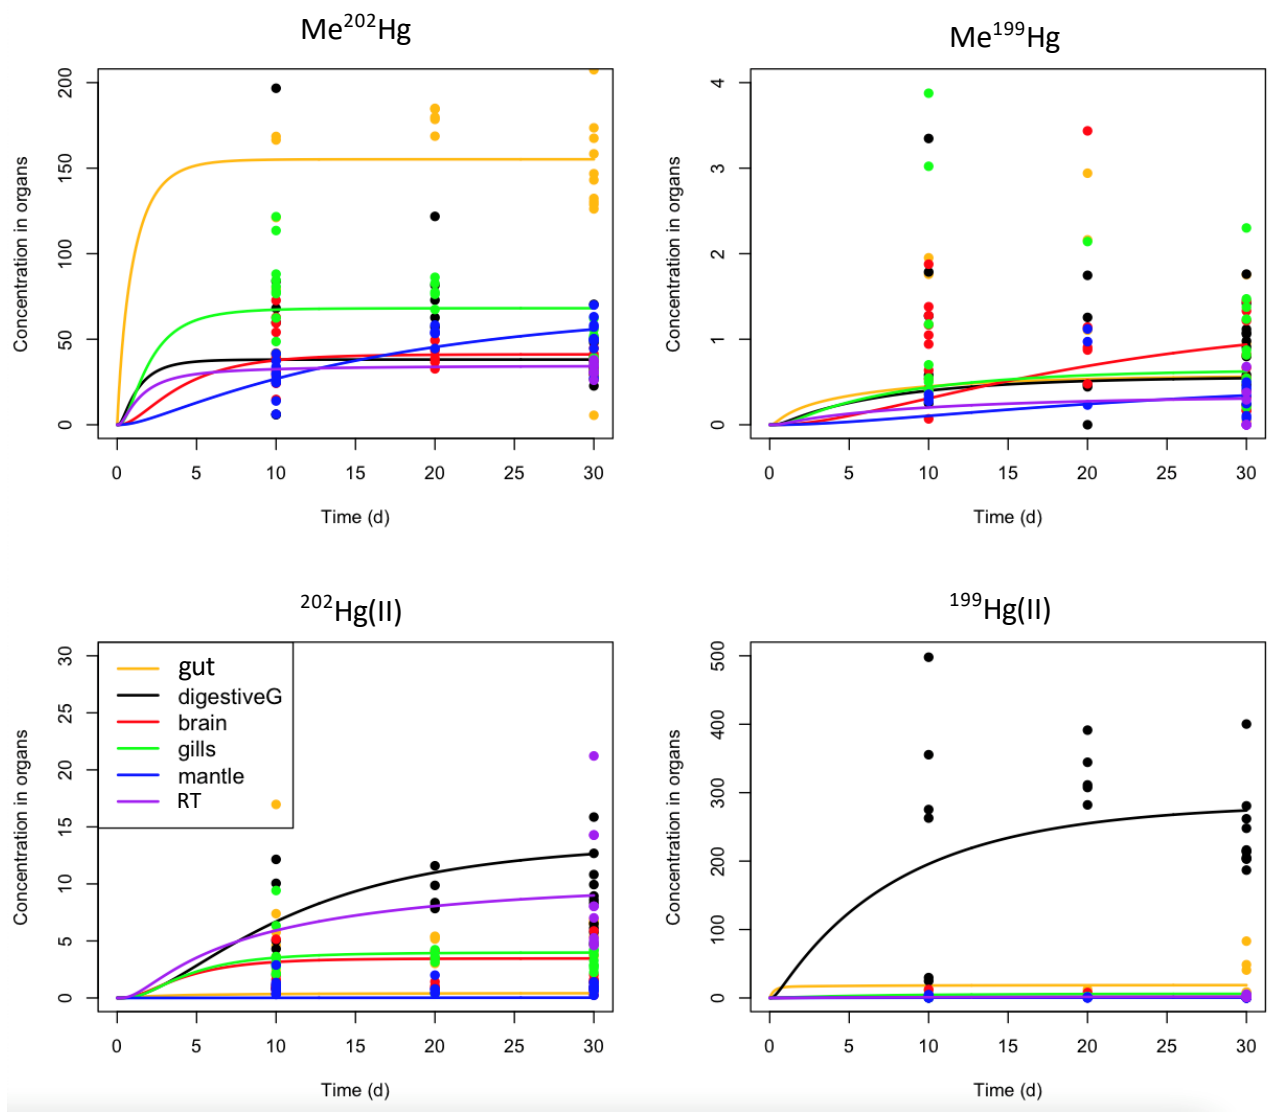 Me²⁰²Hg
Concentration in organs
200
150
100
50
0
0 5 10 15 20 25 30
Time (d)
Me¹⁹⁹Hg
Concentration in organs
4
3
2
1
0
0 5 10 15 20 25 30
Time (d)
²⁰²Hg(II)
Concentration in organs
30
25
20
15
10
5
0
gut
digestiveG
brain
gills
mantle
RT
0 5 10 15 20 25 30
Time (d)
¹⁹⁹Hg(II)
Concentration in organs
500
400
300
200
100
0
0 5 10 15 20 25 30
Time (d)